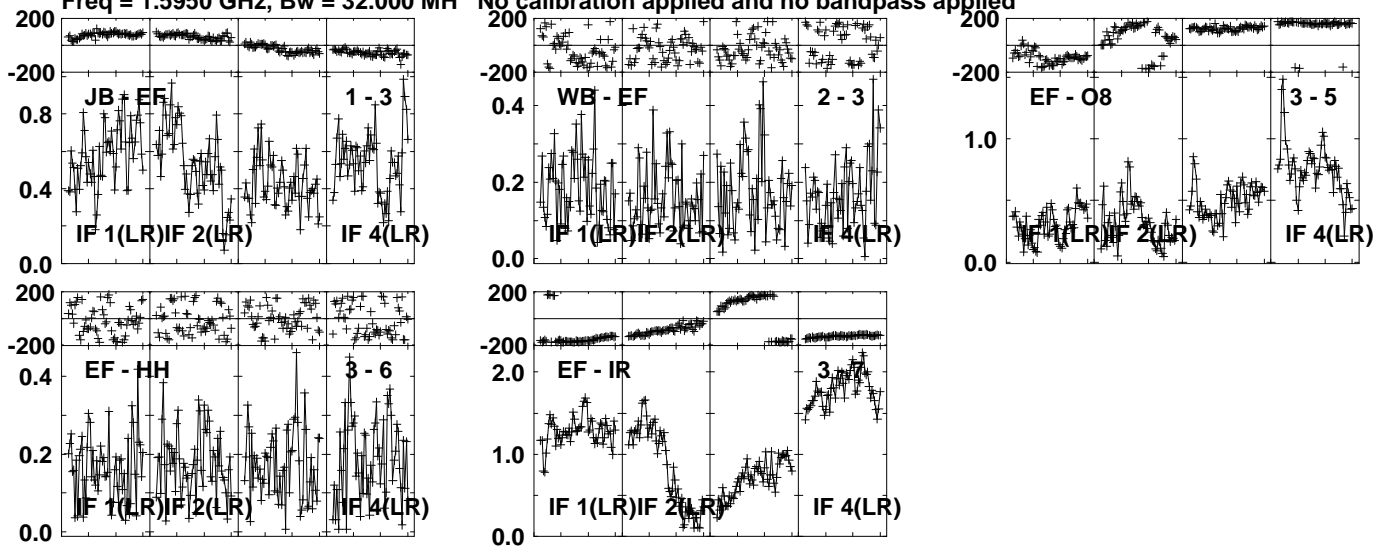 Freq = 1.5950 GHz, Bw = 32.000 MH   No calibration applied and no bandpass applied
200
-200
JB - EF 1 - 3
0.8
0.4
0.0
IF 1(LR) IF 2(LR) IF 4(LR)
200
-200
WB - EF 2 - 3
0.4
0.2
0.0
IF 1(LR) IF 2(LR) IF 4(LR)
200
-200
EF - O8 3 - 5
1.0
0.0
IF 1(LR) IF 2(LR) IF 4(LR)
200
-200
EF - HH 3 - 6
0.4
0.2
0.0
IF 1(LR) IF 2(LR) IF 4(LR)
200
-200
EF - IR 3 - 7
2.0
1.0
0.0
IF 1(LR) IF 2(LR) IF 4(LR)